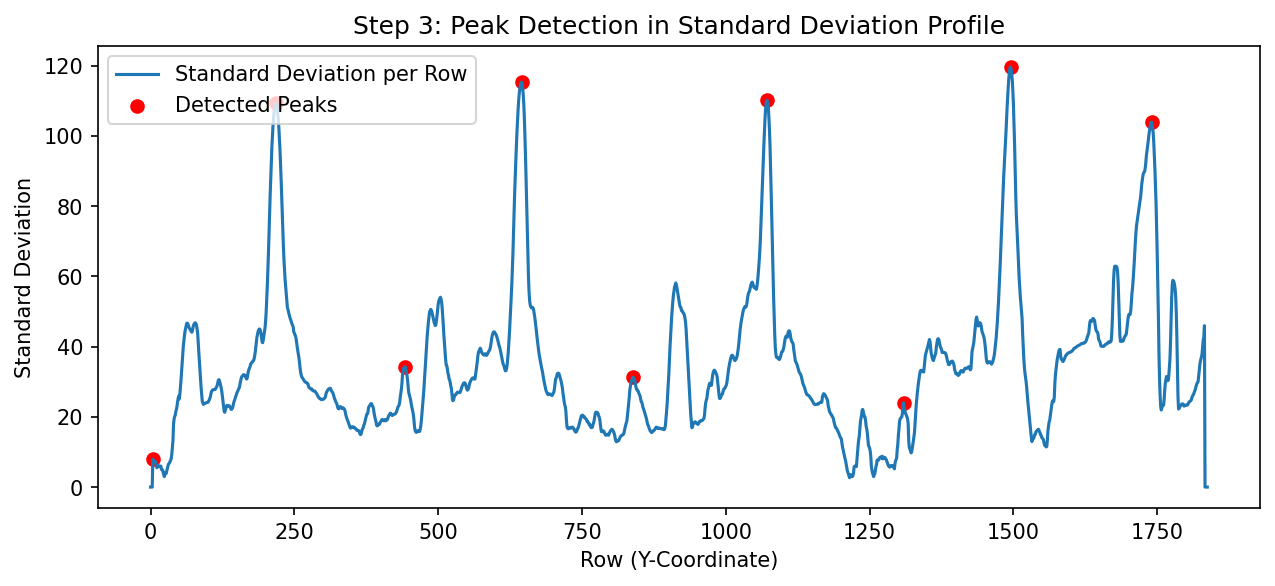 Step 3: Peak Detection in Standard Deviation Profile
Standard Deviation per Row
Detected Peaks
Standard Deviation
120
100
80
60
40
20
0
0 250 500 750 1000 1250 1500 1750
Row (Y-Coordinate)